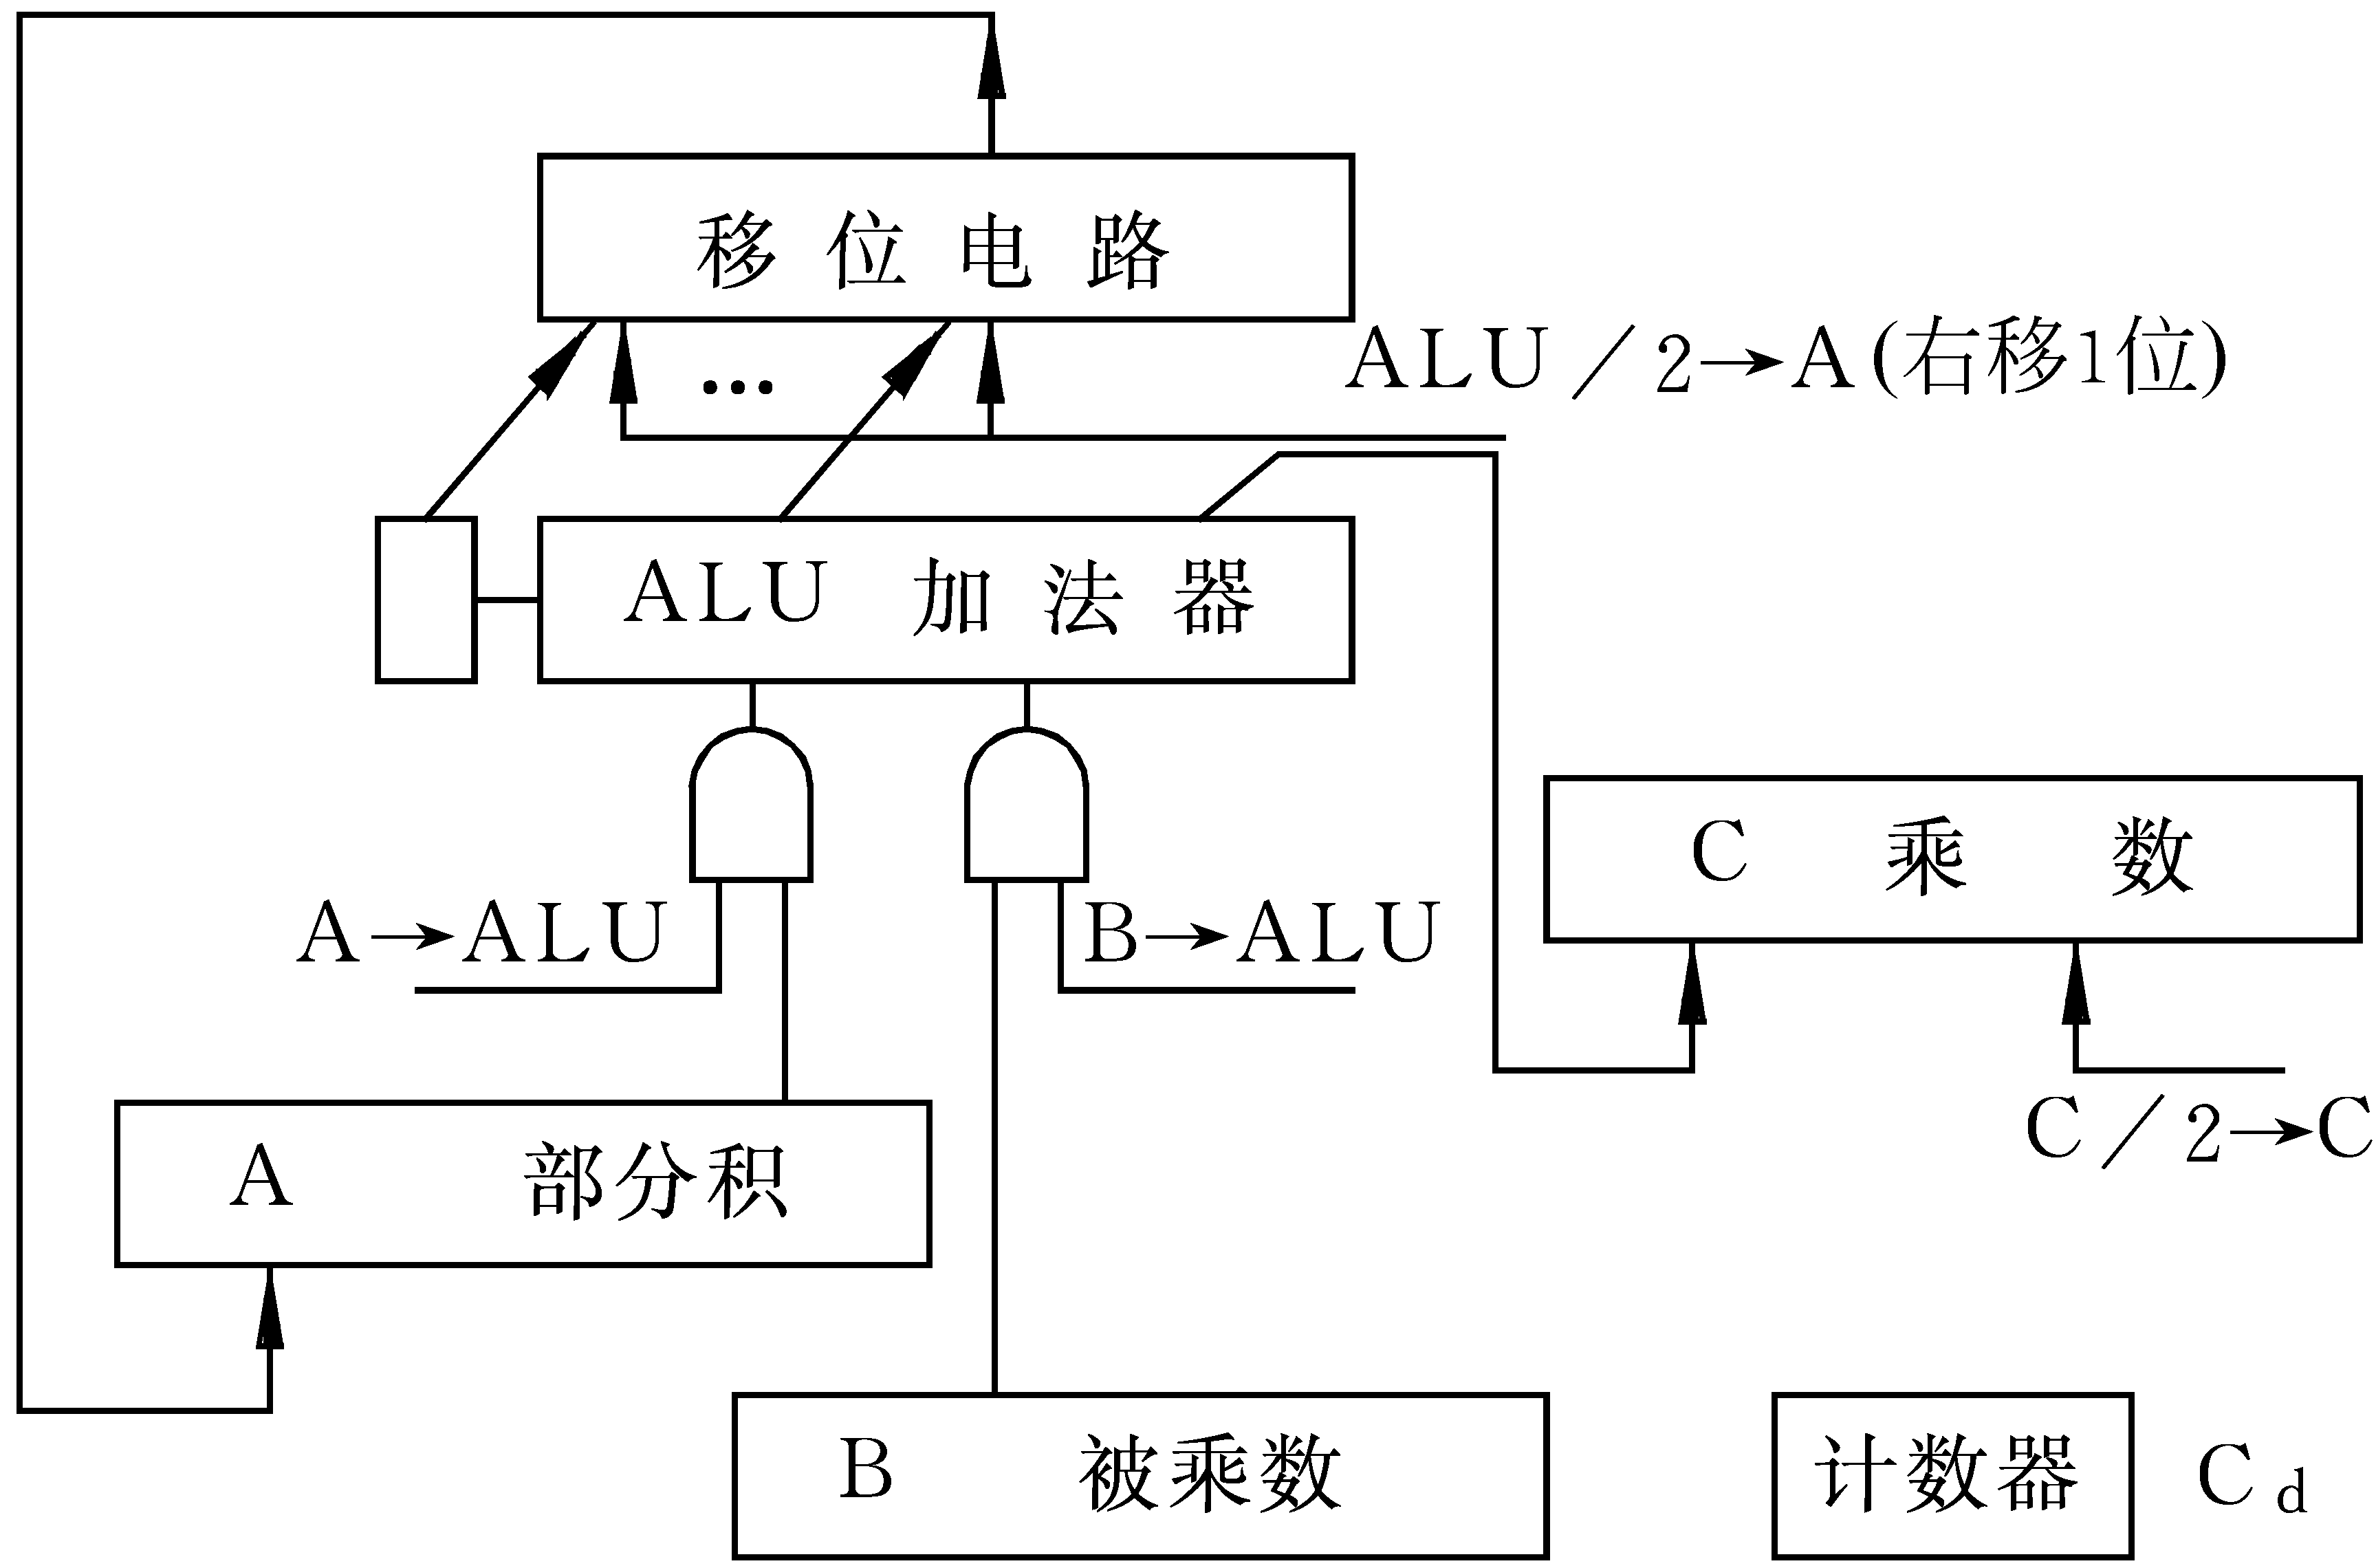 移位电路
ALU/2→A(右移1位)
...
ALU 加法器
C 乘数
A→ALU
B→ALU
C/2→C
A 部分积
B 被乘数
计数器 Cd